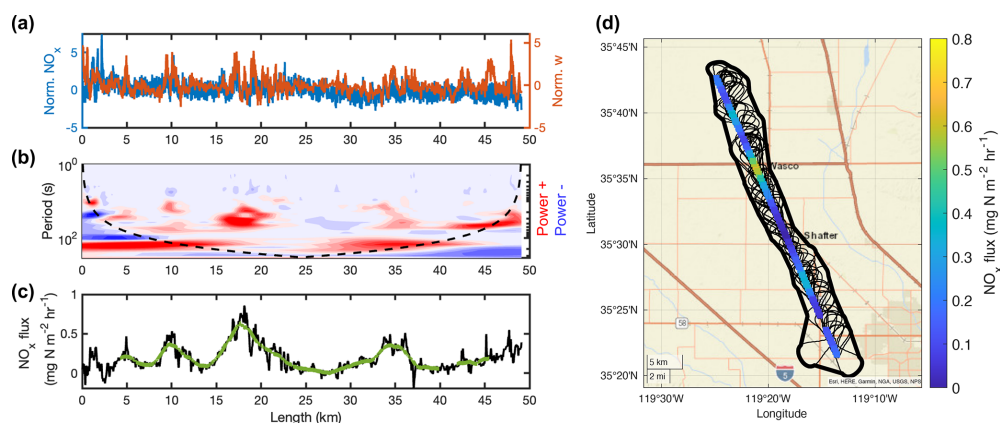 (a)
Norm. NOx
5
0
-5
5
0
-5
Norm. w
0 5 10 15 20 25 30 35 40 45 50
(b)
Period (s)
10^0
10^2
Power +
Power -
0 5 10 15 20 25 30 35 40 45 50
(c)
NOx flux
(mg N m-2 hr-1)
1
0.5
0
0 5 10 15 20 25 30 35 40 45 50
Length (km)
(d)
Latitude
35°45'N
35°40'N
35°35'N
35°30'N
35°25'N
35°20'N
Wasco
Shafter
58
5 km
2 mi
5
Esri, HERE, Garmin, NGA, USGS, NPS
119°30'W 119°20'W 119°10'W
Longitude
0.8
0.7
0.6
0.5
0.4
0.3
0.2
0.1
0
NOx flux (mg N m-2 hr-1)